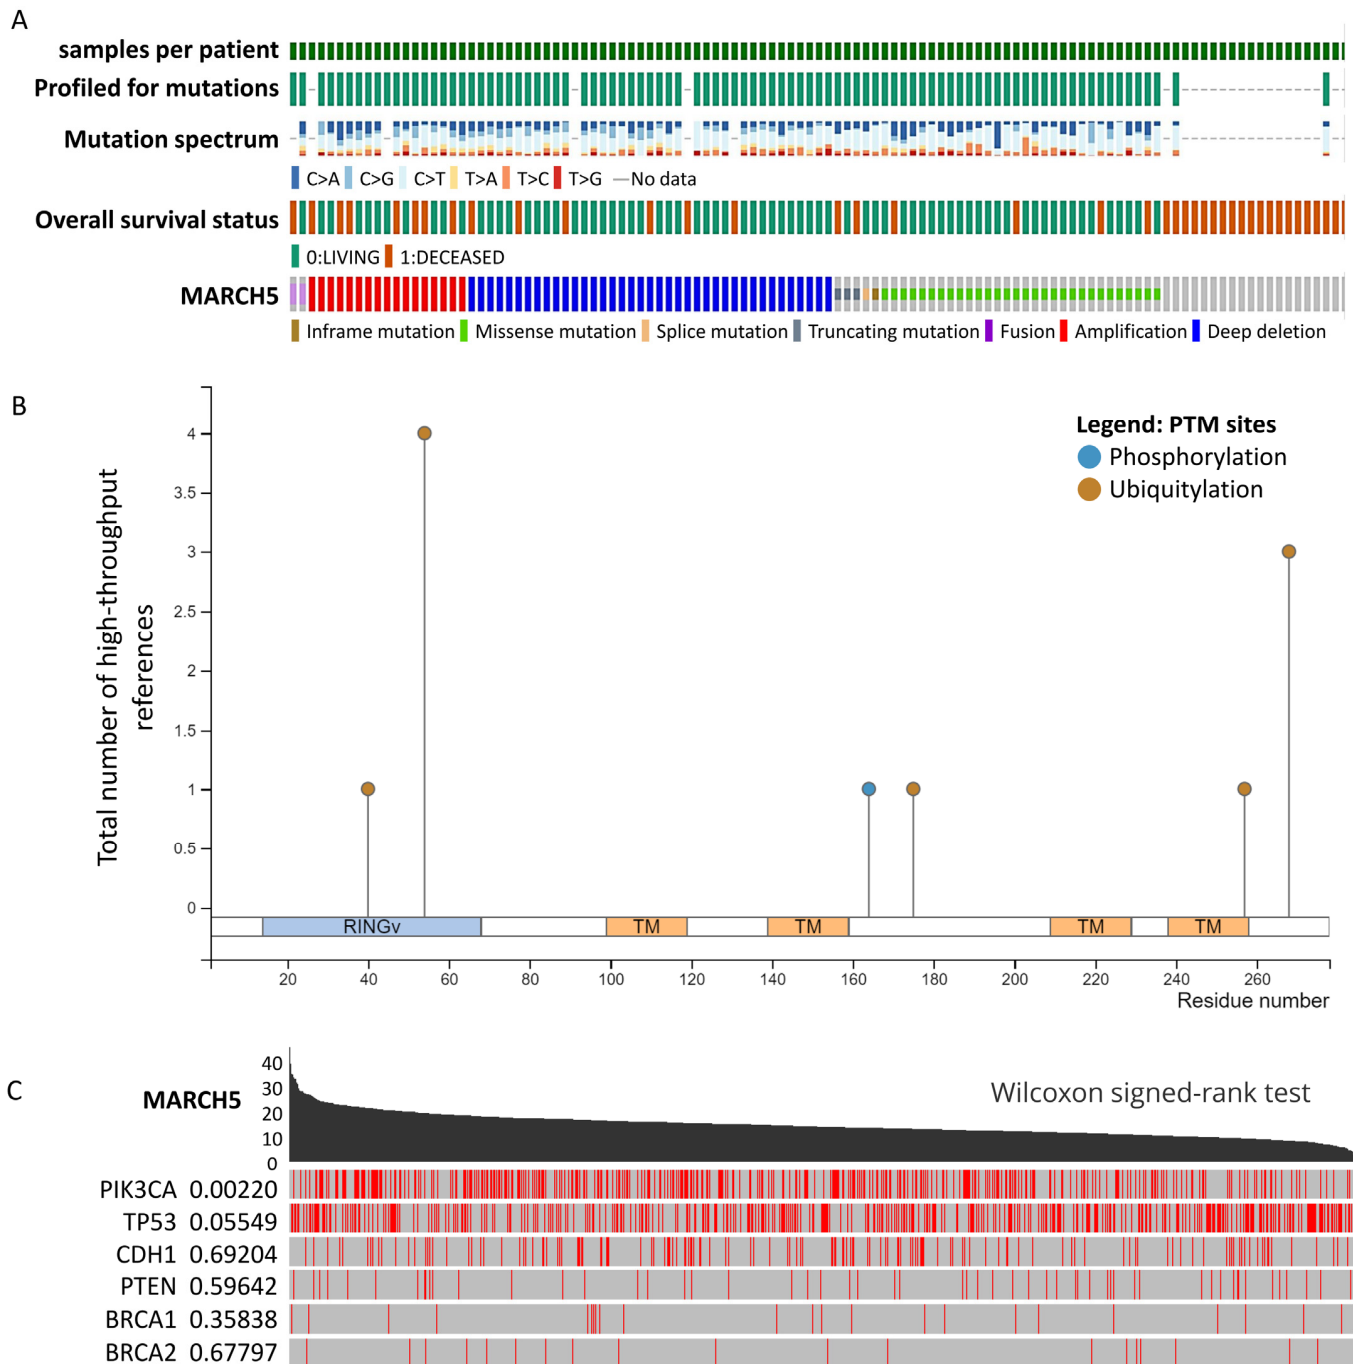 A
samples per patient
Profiled for mutations
Mutation spectrum
C>A C>G C>T T>A T>C T>G —No data
Overall survival status
0:LIVING 1:DECEASED
MARCH5
Inframe mutation Missense mutation Splice mutation Truncating mutation Fusion Amplification Deep deletion
B
Legend: PTM sites
Phosphorylation
Ubiquitylation
Total number of high-throughput
references
4
3.5
3
2.5
2
1.5
1
0.5
0
RINGv TM TM TM TM
20 40 60 80 100 120 140 160 180 200 220 240 260
Residue number
C
MARCH5
40
30
20
10
0
Wilcoxon signed-rank test
PIK3CA 0.00220
TP53 0.05549
CDH1 0.69204
PTEN 0.59642
BRCA1 0.35838
BRCA2 0.67797